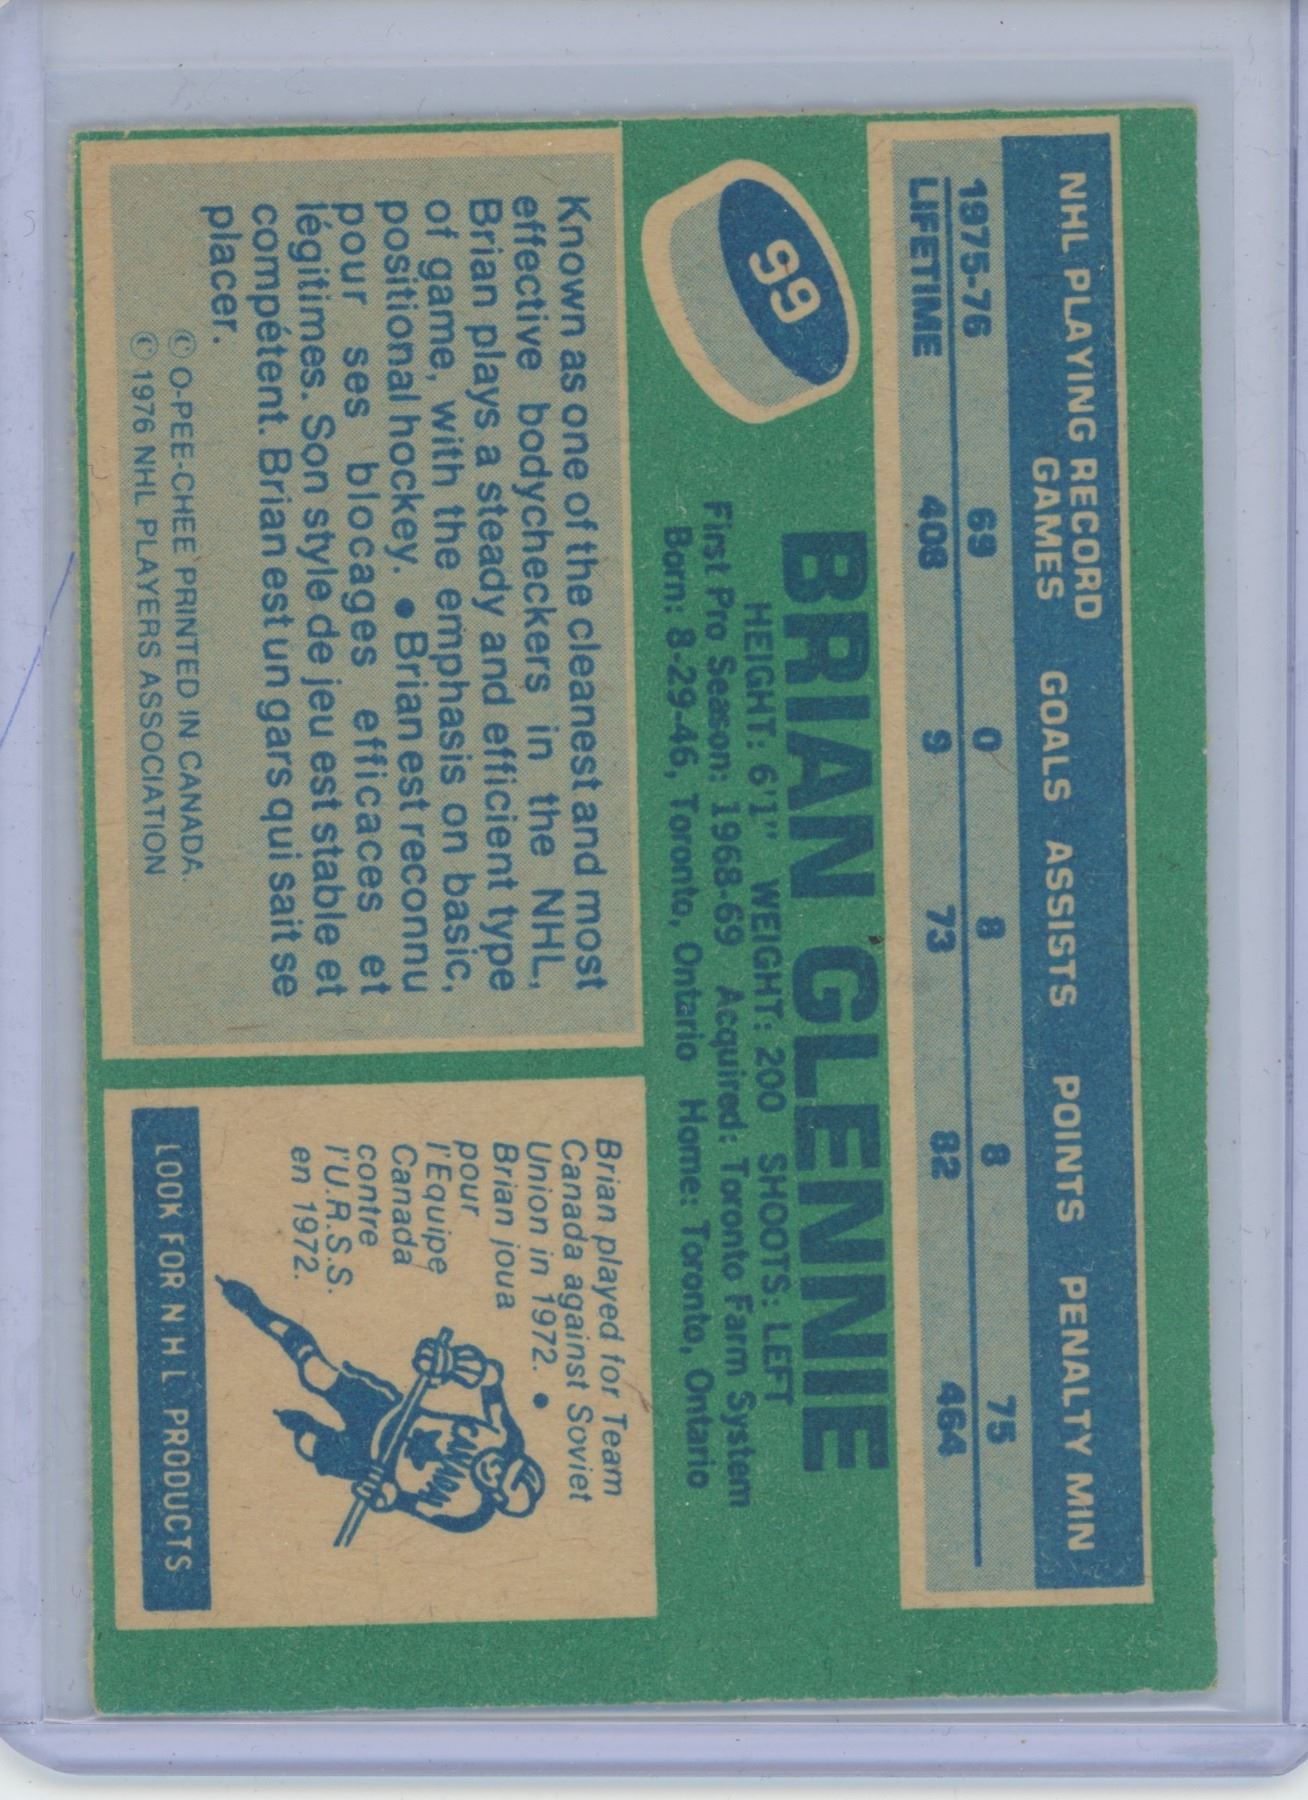 NHL PLAYING RECORD
GAMES GOALS ASSISTS POINTS PENALTY MIN
1975-76 69 0 8 8 75
LIFETIME 408 9 73 82 464
99
BRIAN GLENNIE
HEIGHT: 6'1" WEIGHT: 200 SHOOTS: LEFT
First Pro Season: 1968-69 Acquired: Toronto Farm System
Born: 8-29-46, Toronto, Ontario Home: Toronto, Ontario
Known as one of the cleanest and most
effective bodycheckers in the NHL,
Brian plays a steady and efficient type
of game, with the emphasis on basic,
positional hockey. ● Brian est reconnu
pour ses blocages efficaces et
légitimes. Son style de jeu est stable et
compétent. Brian est un gars qui sait se
placer.
© O-PEE-CHEE PRINTED IN CANADA.
© 1976 NHL PLAYERS ASSOCIATION
Brian played for Team
Canada against Soviet
Union in 1972. ●
Brian joua
pour
l'Equipe
Canada
contre
l'U.R.S.S.
en 1972.
CANADA
LOOK FOR N.H.L. PRODUCTS